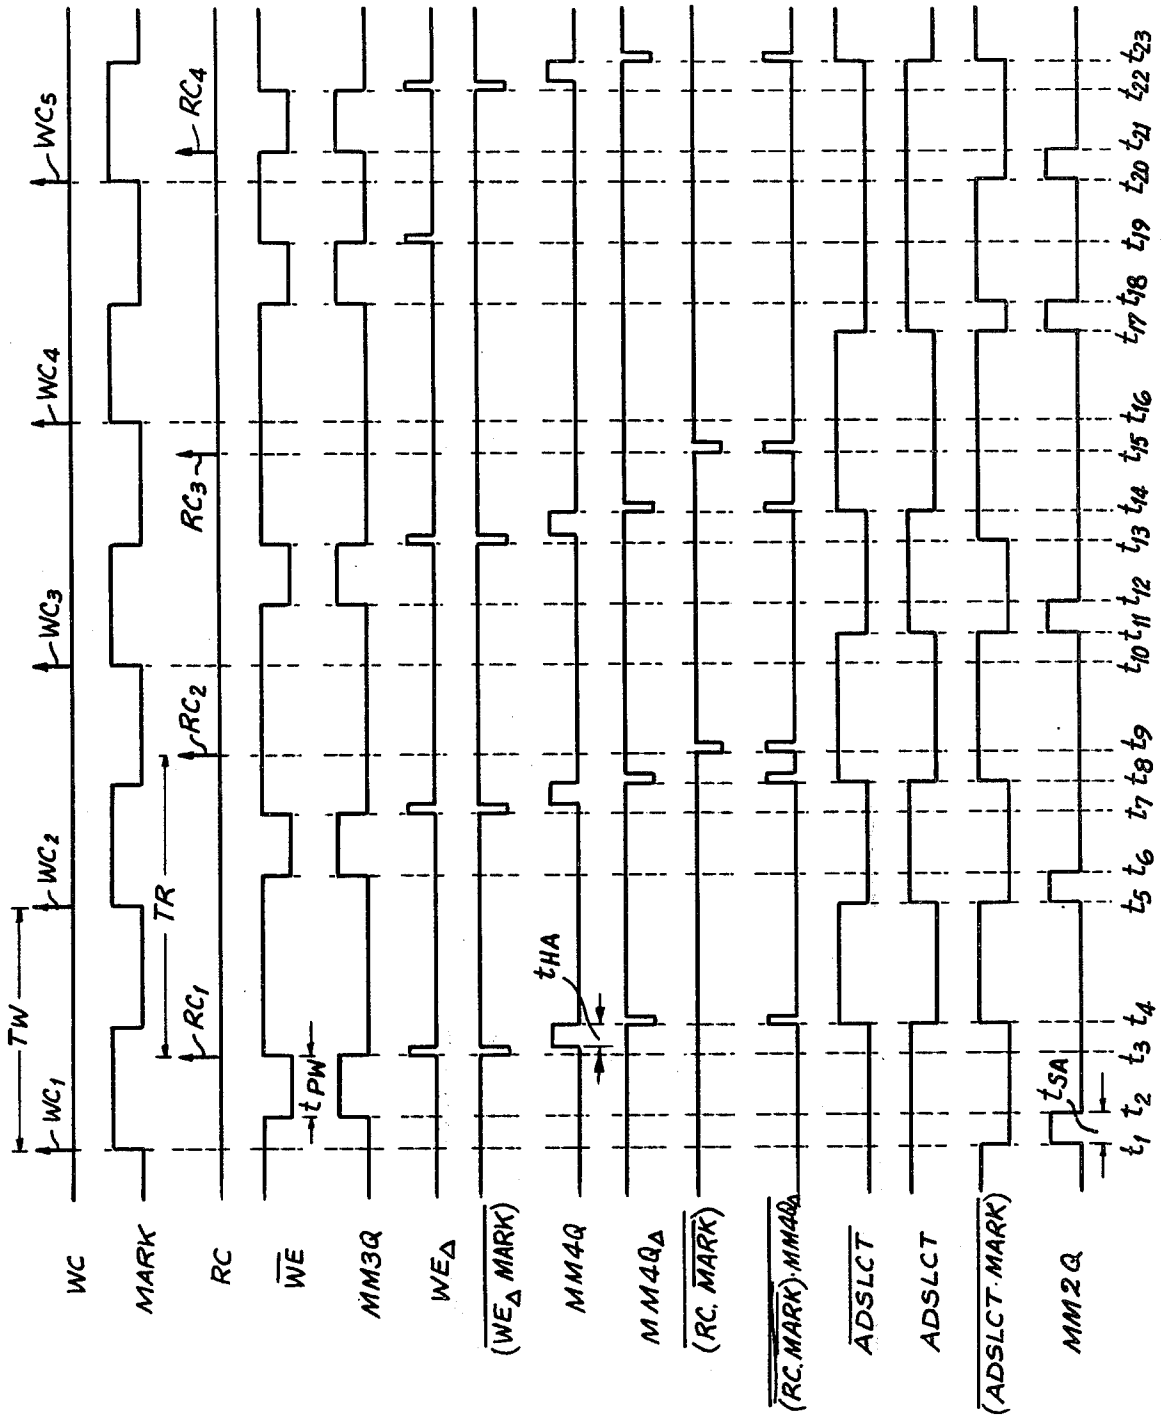 TW
WC1
WC2
WC3
WC4
WC5
WC
MARK
TR
RC1
RC2
RC3
RC4
RC
tPW
WE
MM3Q
WE∆
(WE∆ MARK)
tHA
MM4Q
MM4Q∆
(RC. MARK)
(RC.MARK).MM4Q∆
ADSLCT
ADSLCT
(ADSLCT·MARK)
tSA
MM2Q
t1 t2 t3 t4 t5 t6 t7 t8 t9 t10 t11 t12 t13 t14 t15 t16 t17 t18 t19 t20 t21 t22 t23